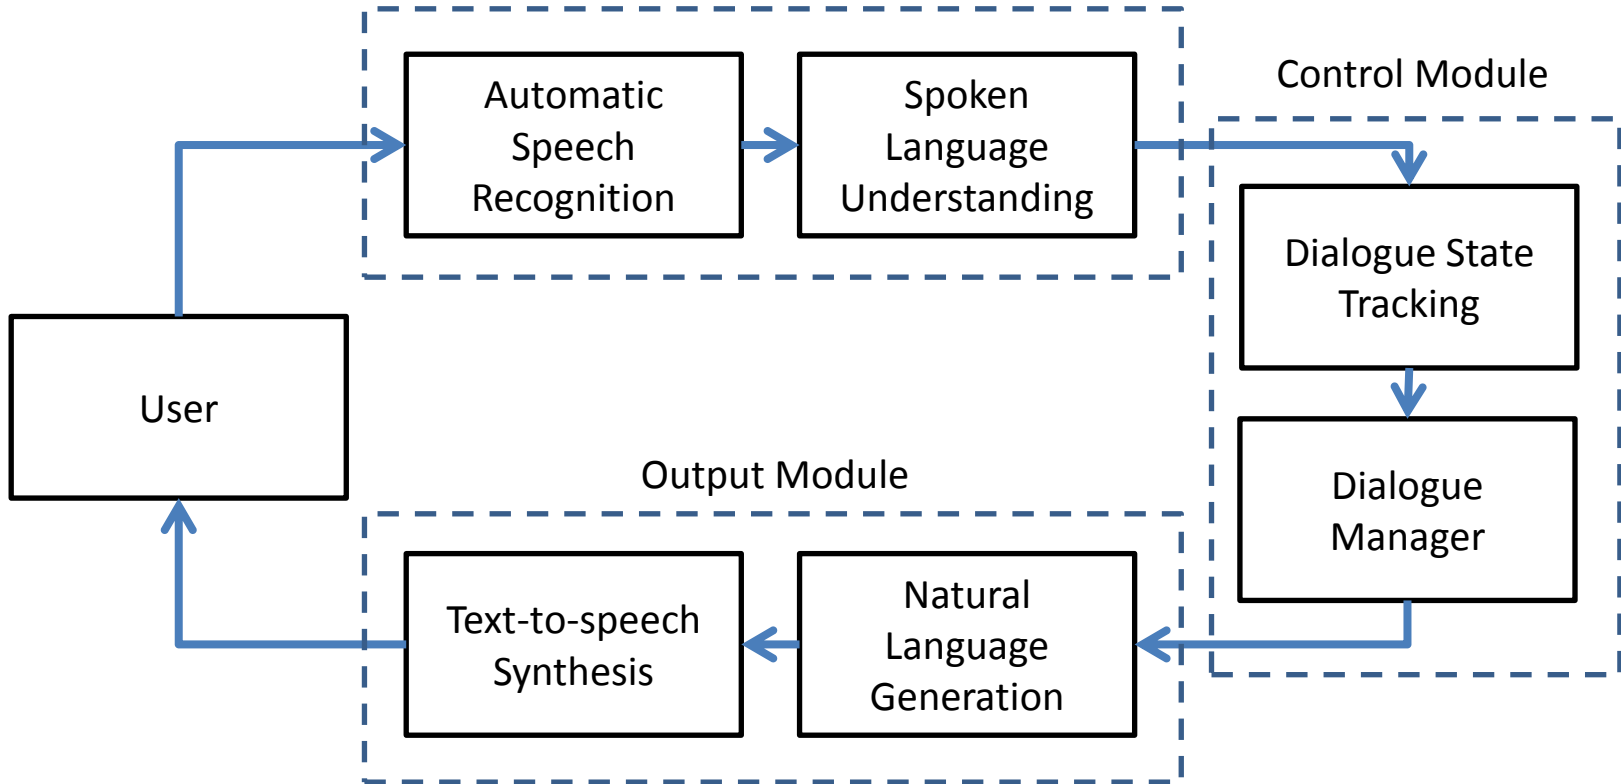 Automatic
Speech
Recognition
Spoken
Language
Understanding
Control Module
Dialogue State
Tracking
User
Dialogue
Manager
Output Module
Text-to-speech
Synthesis
Natural
Language
Generation